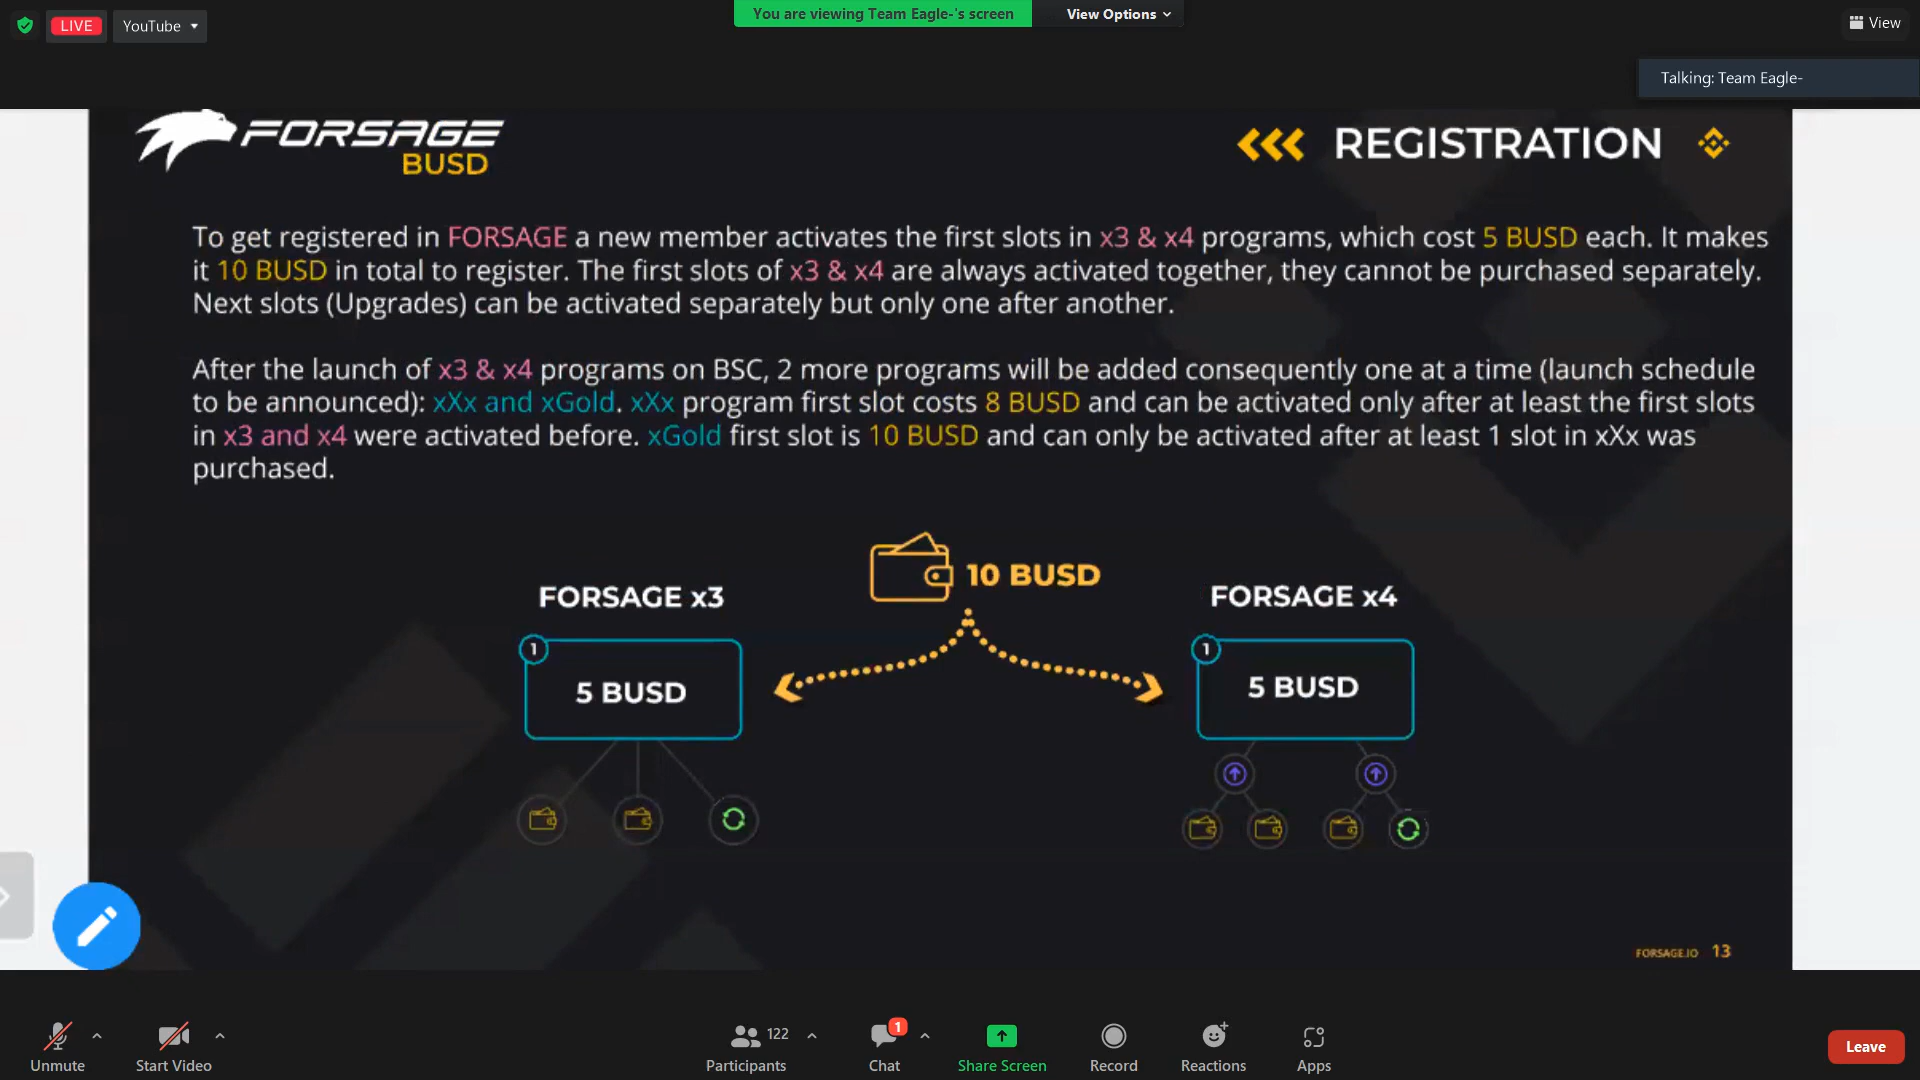 LIVE
YouTube
You are viewing Team Eagle-'s screen
View Options
View
Talking: Team Eagle-
FORSAGE
BUSD
REGISTRATION
To get registered in FORSAGE a new member activates the first slots in x3 & x4 programs, which cost 5 BUSD each. It makes
it 10 BUSD in total to register. The first slots of x3 & x4 are always activated together, they cannot be purchased separately.
Next slots (Upgrades) can be activated separately but only one after another.
After the launch of x3 & x4 programs on BSC, 2 more programs will be added consequently one at a time (launch schedule
to be announced): xXx and xGold. xXx program first slot costs 8 BUSD and can be activated only after at least the first slots
in x3 and x4 were activated before. xGold first slot is 10 BUSD and can only be activated after at least 1 slot in xXx was
purchased.
10 BUSD
FORSAGE x3
1
5 BUSD
FORSAGE x4
1
5 BUSD
FORSAGE.IO 13
Unmute
Start Video
122
Participants
1
Chat
Share Screen
Record
Reactions
Apps
Leave